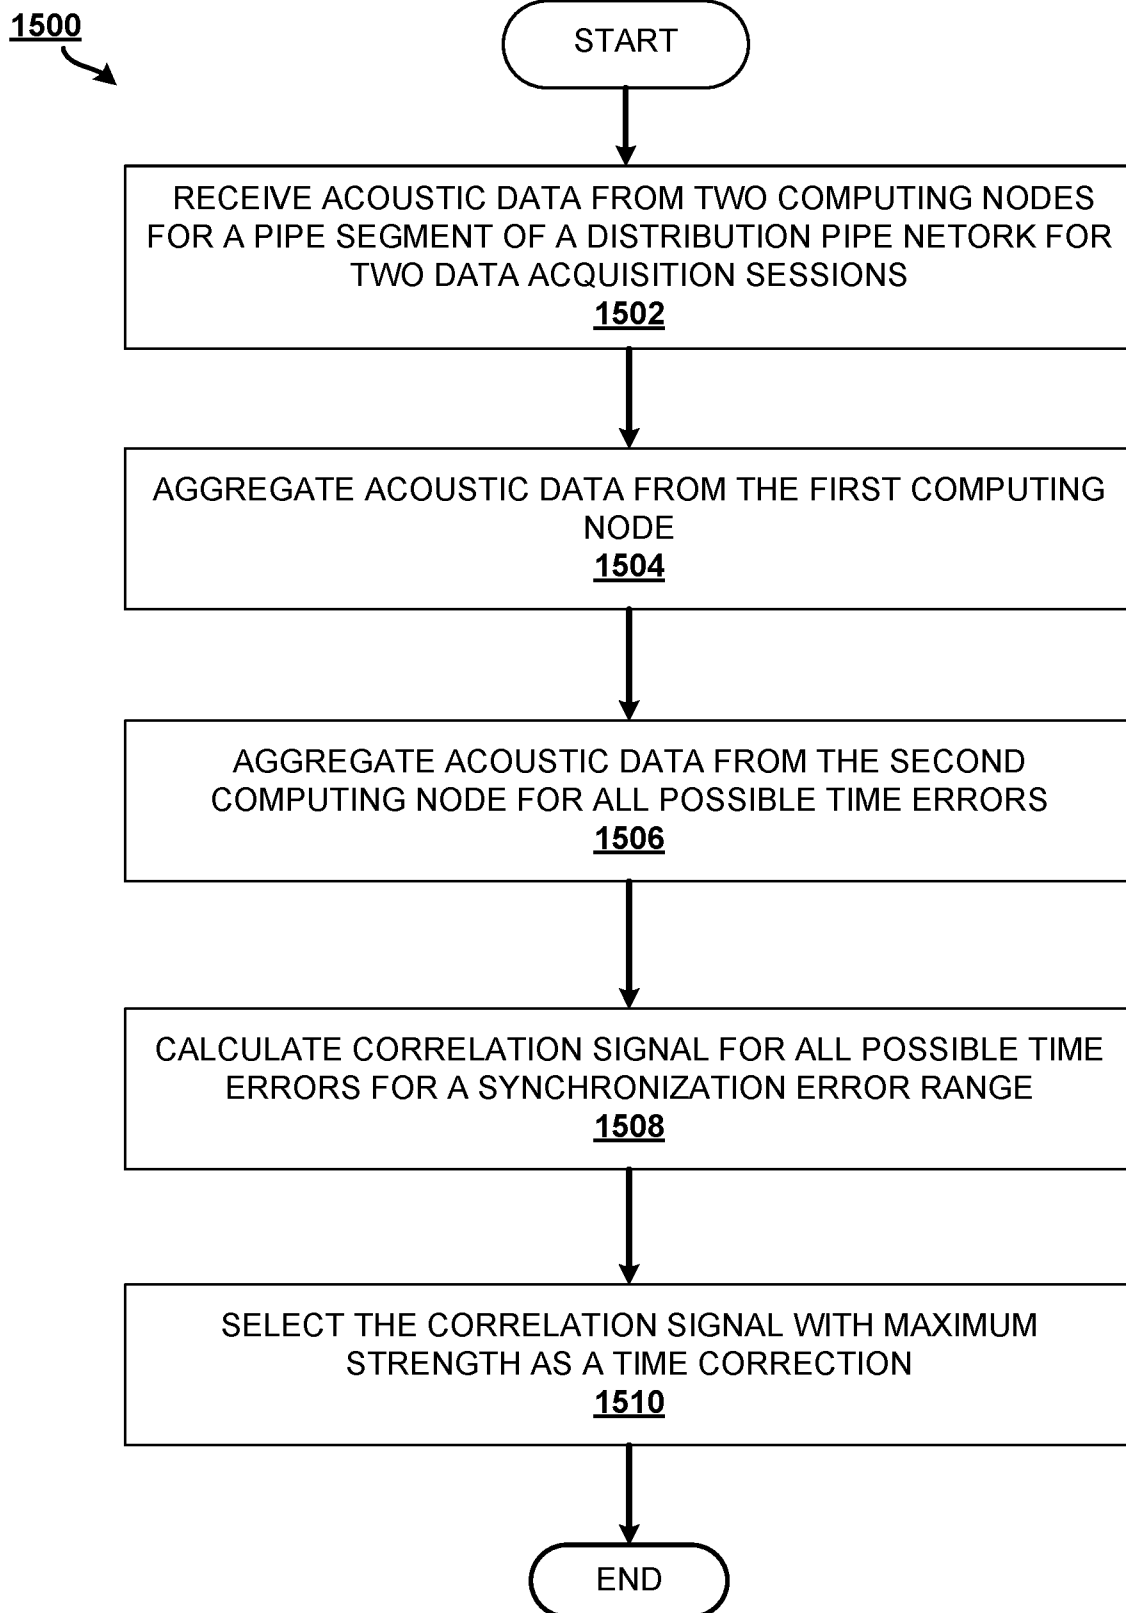 1500
START
RECEIVE ACOUSTIC DATA FROM TWO COMPUTING NODES
FOR A PIPE SEGMENT OF A DISTRIBUTION PIPE NETORK FOR
TWO DATA ACQUISITION SESSIONS
1502
AGGREGATE ACOUSTIC DATA FROM THE FIRST COMPUTING
NODE
1504
AGGREGATE ACOUSTIC DATA FROM THE SECOND
COMPUTING NODE FOR ALL POSSIBLE TIME ERRORS
1506
CALCULATE CORRELATION SIGNAL FOR ALL POSSIBLE TIME
ERRORS FOR A SYNCHRONIZATION ERROR RANGE
1508
SELECT THE CORRELATION SIGNAL WITH MAXIMUM
STRENGTH AS A TIME CORRECTION
1510
END